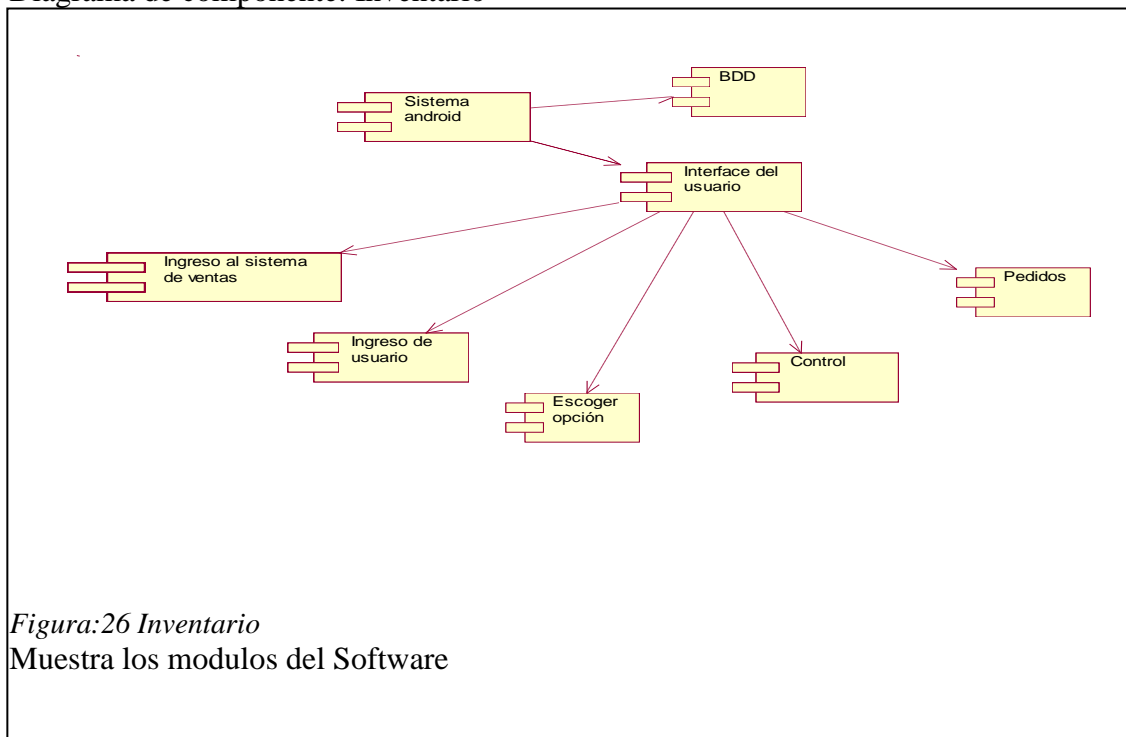 Diagrama de componente: Inventario
BDD
Sistema
android
Interface del
usuario
Ingreso al sistema
de ventas
Pedidos
Ingreso de
usuario
Control
Escoger
opción
Figura:26 Inventario
Muestra los modulos del Software